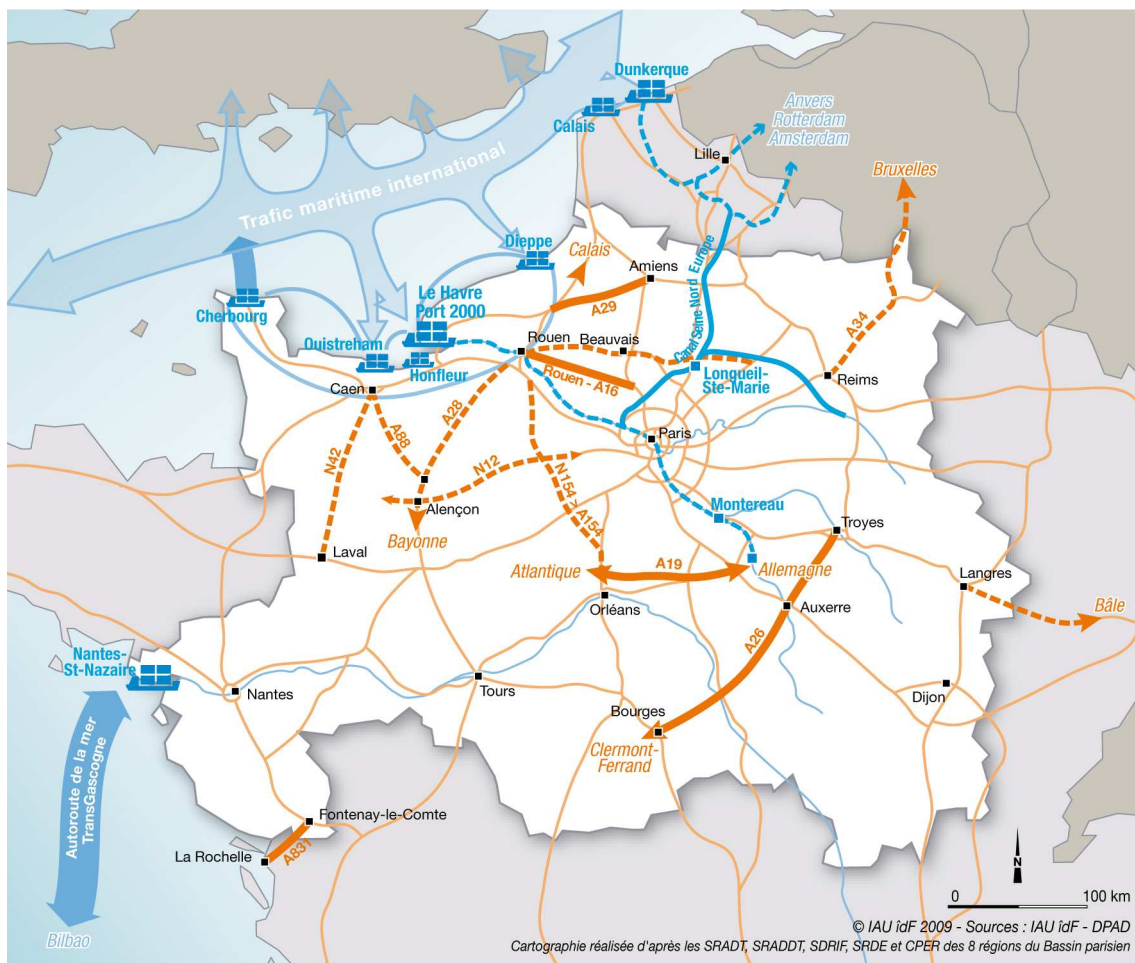 Dunkerque
Calais
Anvers
Rotterdam
Amsterdam
Lille
Bruxelles
Trafic maritime international
Dieppe
Calais
Amiens
Canal Seine-Nord Europe
A29
A34
Cherbourg
Le Havre
Port 2000
Ouistreham
Honfleur
Rouen
Beauvais
Rouen - A16
Longueil-
Ste-Marie
Reims
Caen
A28
A88
N42
Paris
N12
N154 > A154
Alençon
Bayonne
Montereau
Troyes
Laval
Atlantique
A19
Allemagne
Langres
Orléans
Auxerre
Bâle
A26
Nantes-
St-Nazaire
Nantes
Tours
Dijon
Bourges
Clermont-
Ferrand
Autoroute de la mer
TransGascogne
Fontenay-le-Comte
La Rochelle
A831
Bilbao
N
0 100 km
© IAU îdF 2009 - Sources : IAU îdF - DPAD
Cartographie réalisée d'après les SRADT, SRADDT, SDRIF, SRDE et CPER des 8 régions du Bassin parisien